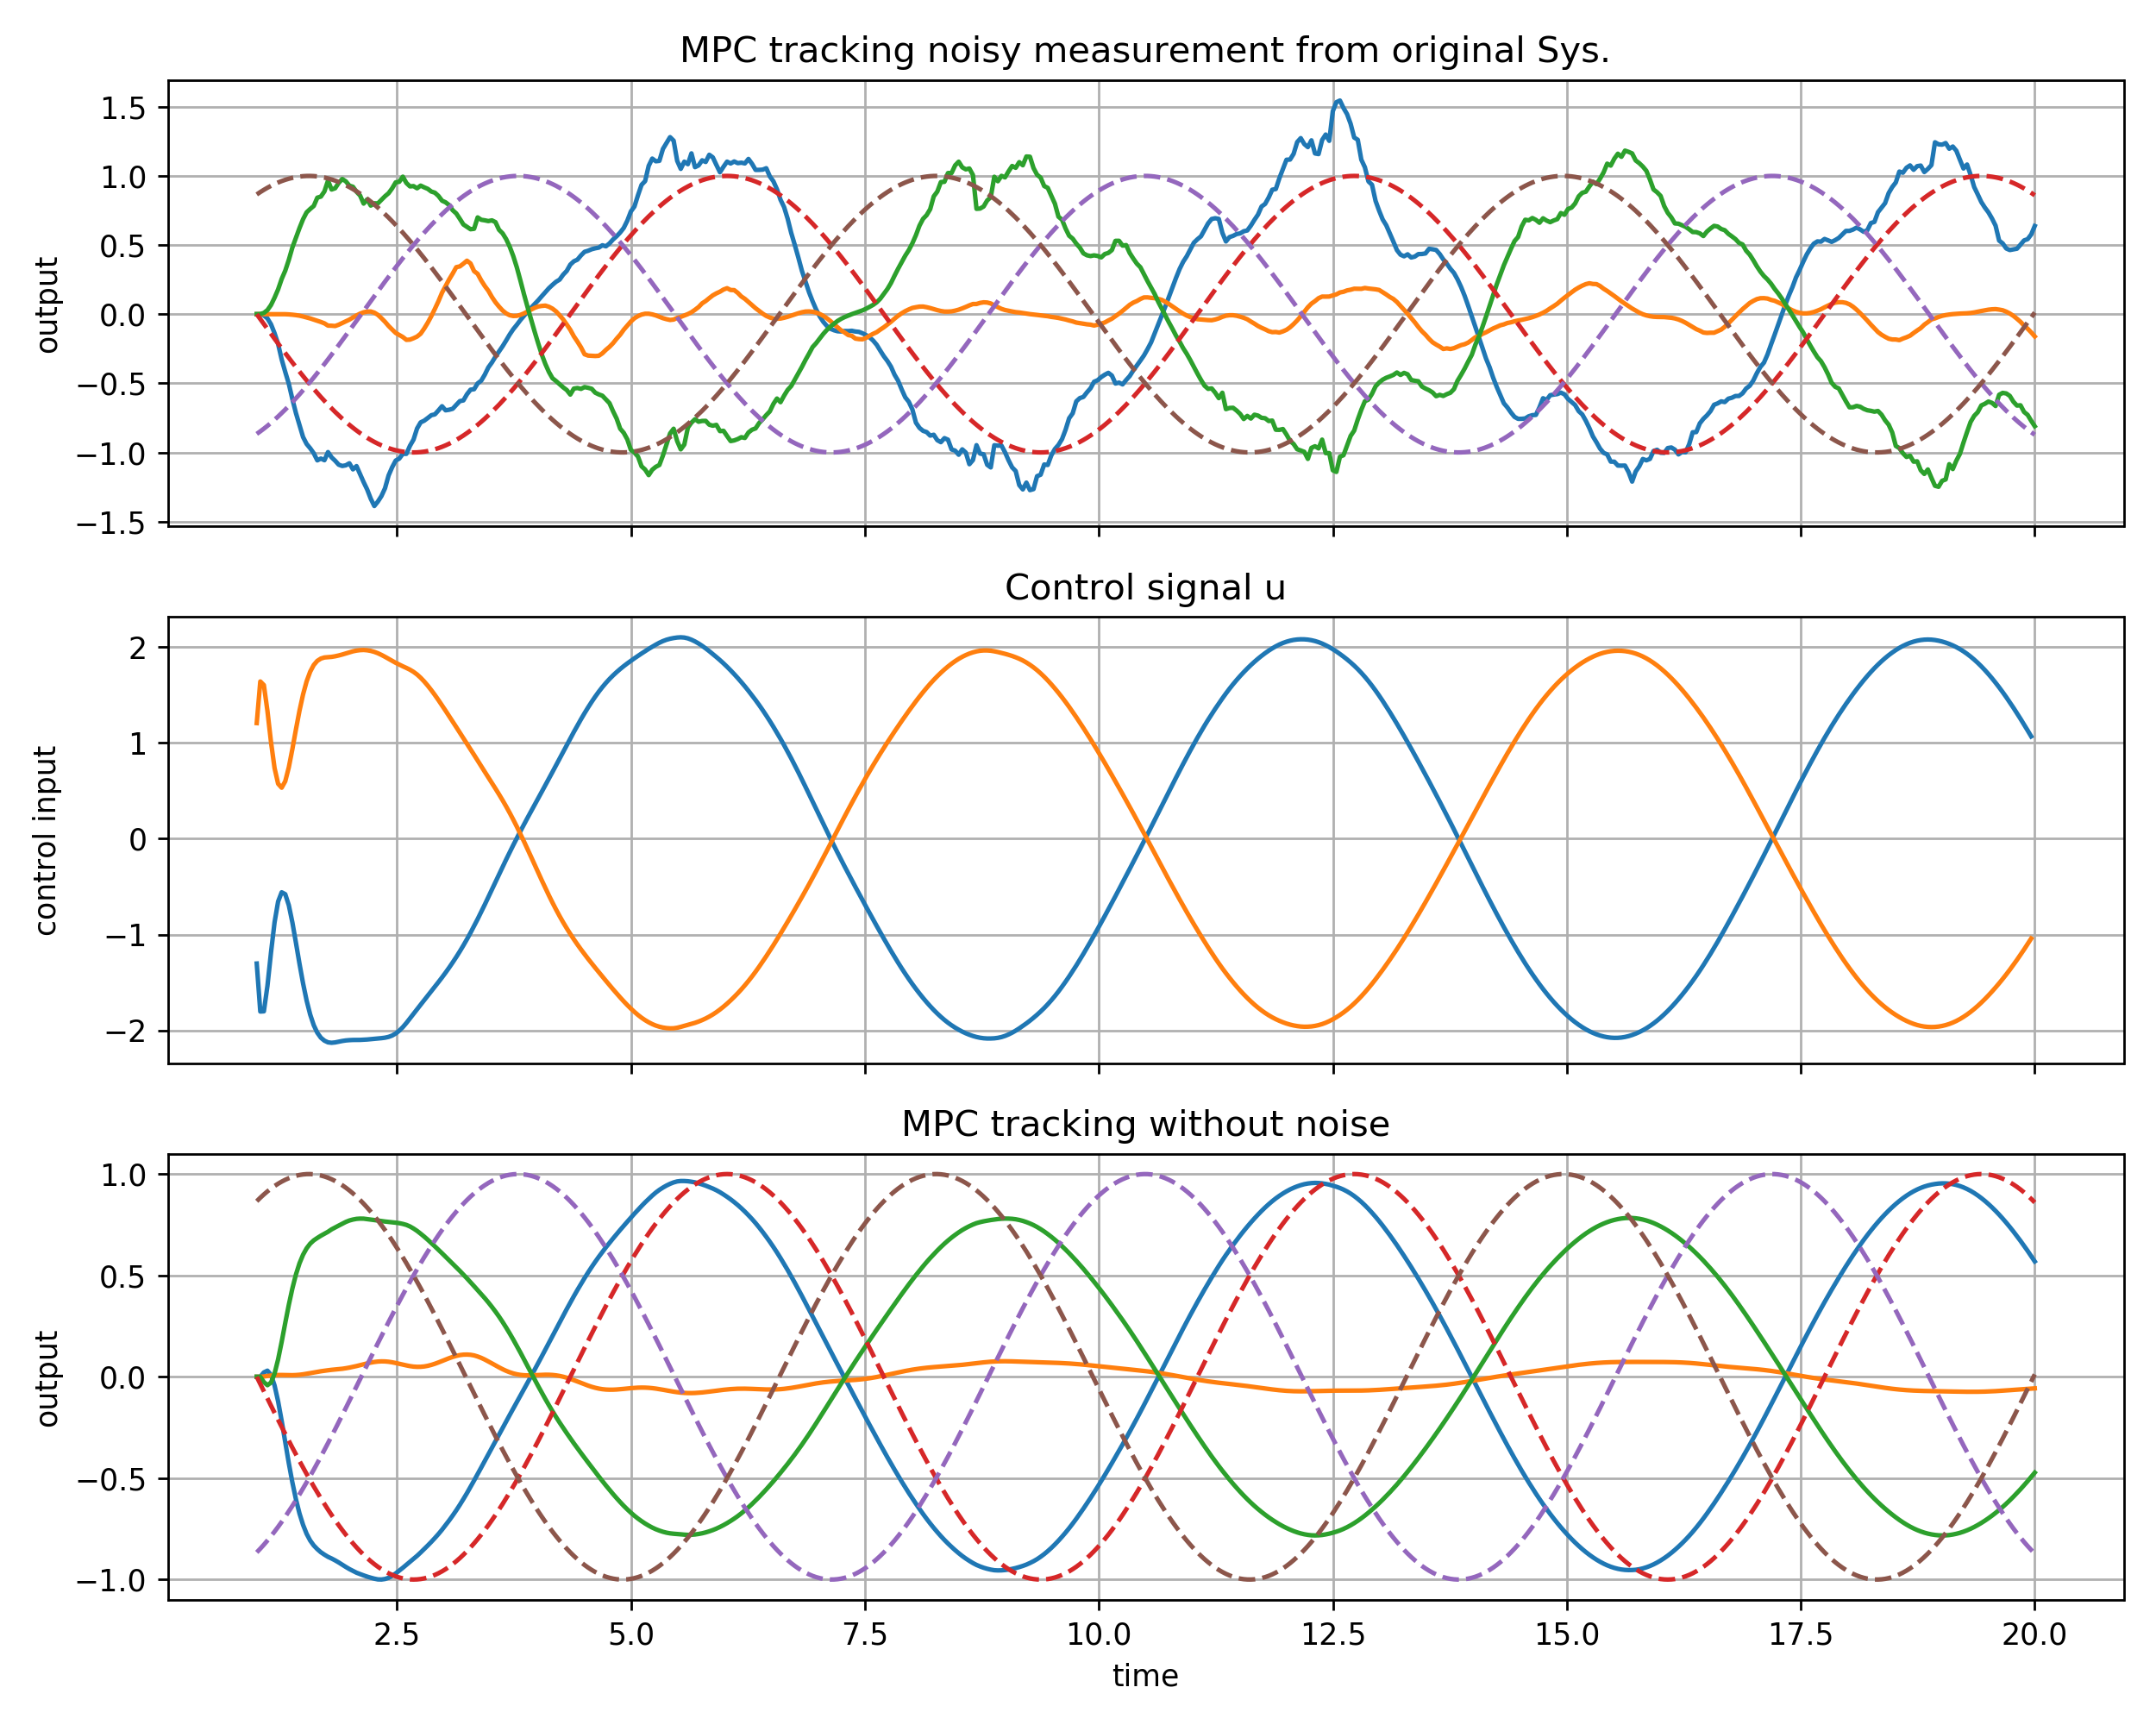 MPC tracking noisy measurement from original Sys.
1.5
1.0
0.5
0.0
−0.5
−1.0
−1.5
output
Control signal u
2
1
0
−1
−2
control input
MPC tracking without noise
1.0
0.5
0.0
−0.5
−1.0
output
2.5 5.0 7.5 10.0 12.5 15.0 17.5 20.0
time